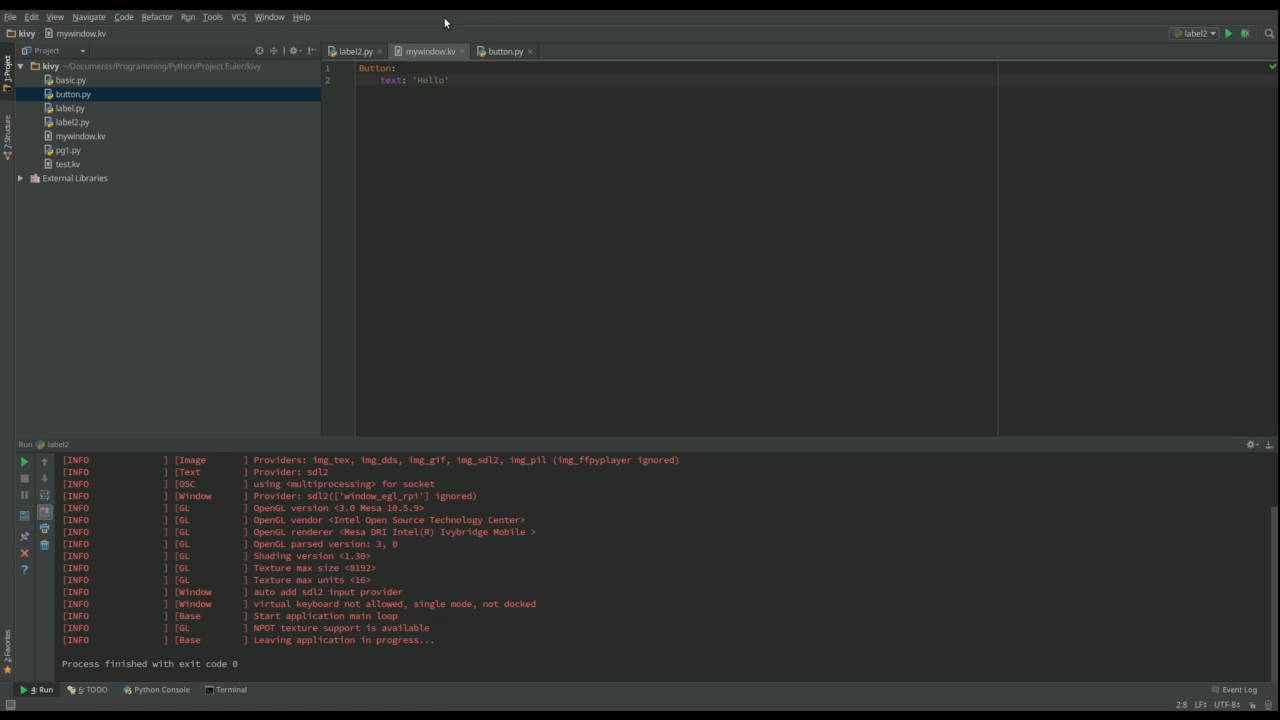 File Edit View Navigate Code Refactor Run Tools VCS Window Help
kivy mywindow.kv label2
Project
label2.py mywindow.kv button.py
1: Project
2: Structure
2: Favorites
kivy ~/Documents/Programming/Python/Project Euler/kivy
basic.py
button.py
label.py
label2.py
mywindow.kv
pg1.py
test.kv
External Libraries
1 Button:
2 text: 'Hello'
Run label2
[INFO ] [Image ] Providers: img_tex, img_dds, img_gif, img_sdl2, img_pil (img_ffpyplayer ignored)
[INFO ] [Text ] Provider: sdl2
[INFO ] [OSC ] using <multiprocessing> for socket
[INFO ] [Window ] Provider: sdl2(['window_egl_rpi'] ignored)
[INFO ] [GL ] OpenGL version <3.0 Mesa 10.5.9>
[INFO ] [GL ] OpenGL vendor <Intel Open Source Technology Center>
[INFO ] [GL ] OpenGL renderer <Mesa DRI Intel(R) Ivybridge Mobile >
[INFO ] [GL ] OpenGL parsed version: 3, 0
[INFO ] [GL ] Shading version <1.30>
[INFO ] [GL ] Texture max size <8192>
[INFO ] [GL ] Texture max units <16>
[INFO ] [Window ] auto add sdl2 input provider
[INFO ] [Window ] virtual keyboard not allowed, single mode, not docked
[INFO ] [Base ] Start application main loop
[INFO ] [GL ] NPOT texture support is available
[INFO ] [Base ] Leaving application in progress...
Process finished with exit code 0
4: Run 6: TODO Python Console Terminal Event Log
2:8 LF÷ UTF-8÷